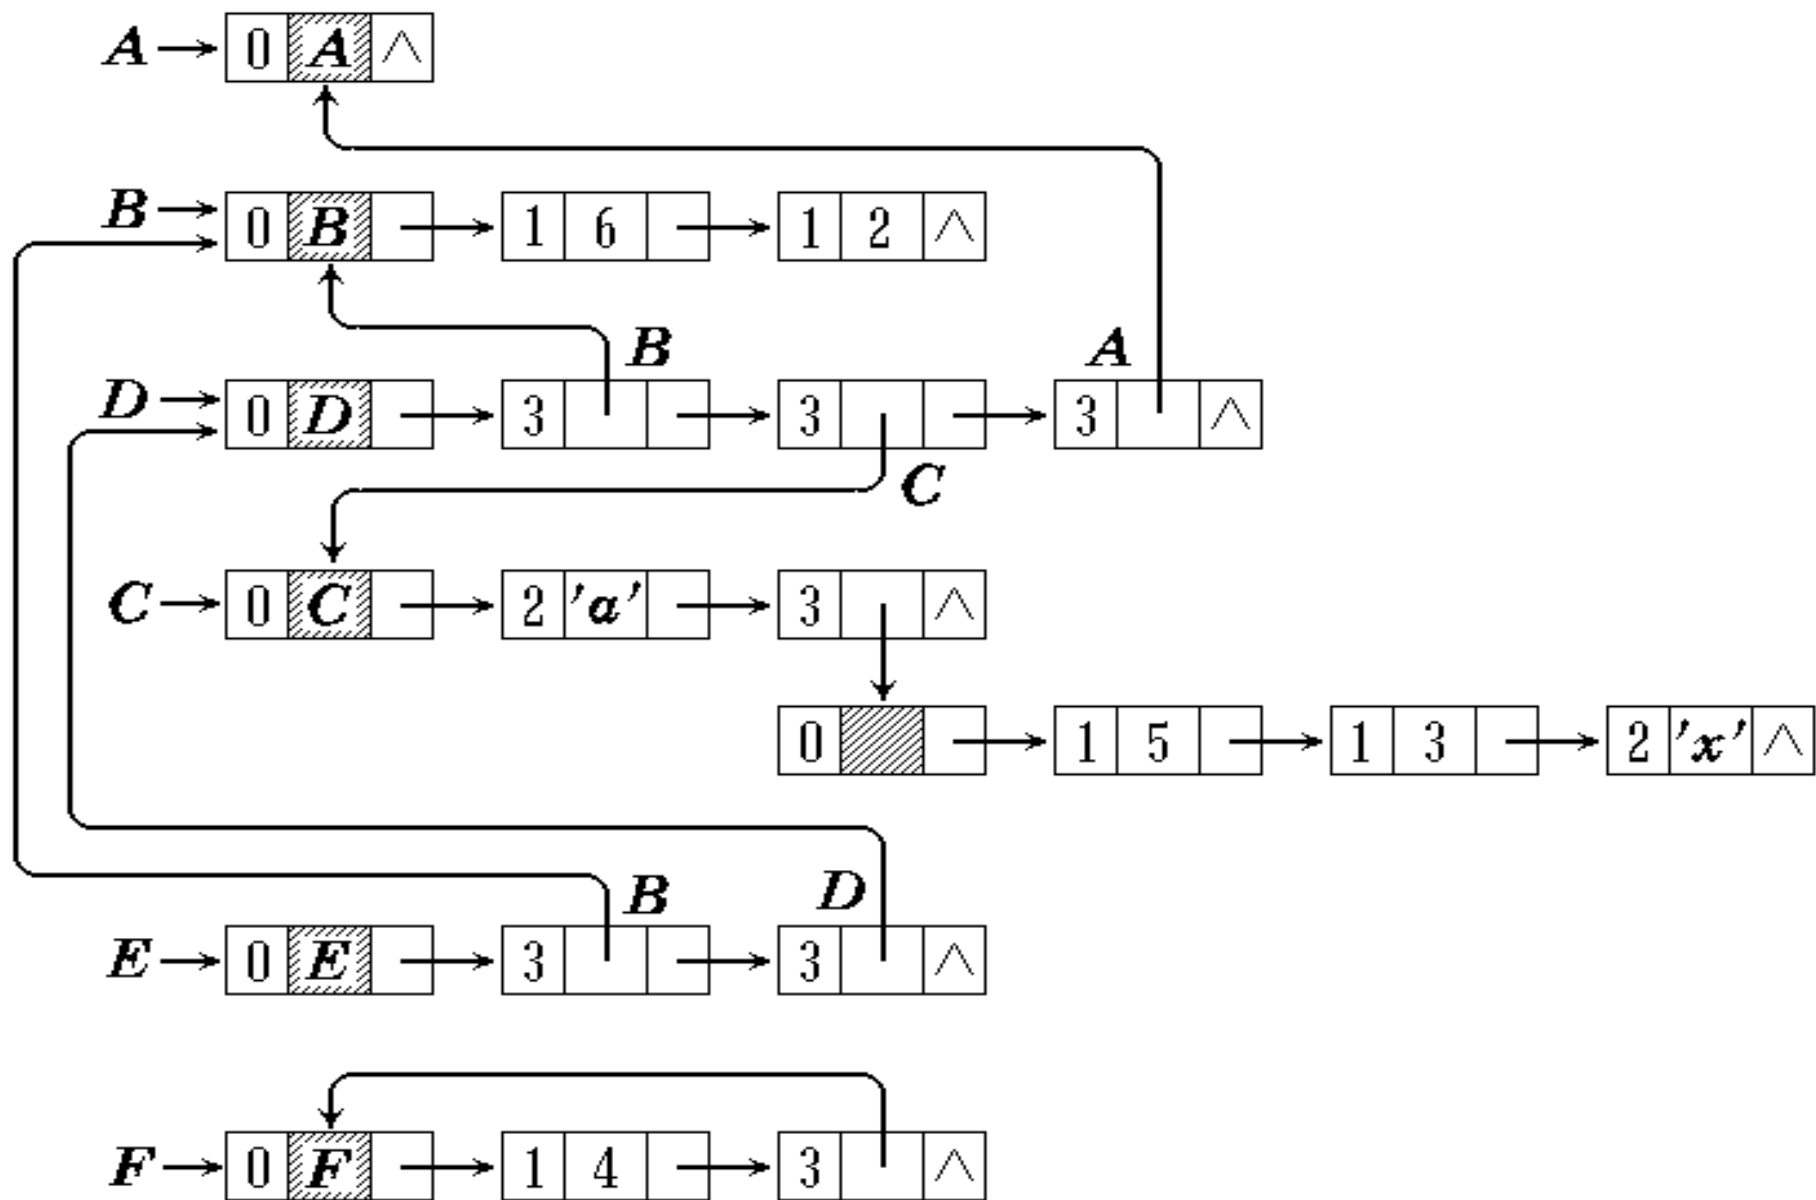 A 0 A ∧
B 0 B 1 6 1 2 ∧
B A
D 0 D 3 3 3 ∧
C
C 0 C 2 'a' 3 ∧
0 1 5 1 3 2 'x' ∧
B D
E 0 E 3 3 ∧
F 0 F 1 4 3 ∧